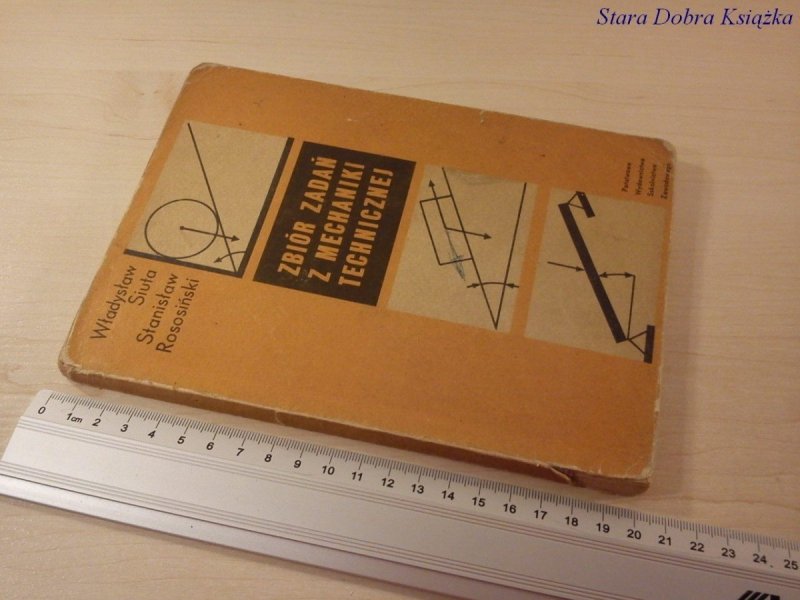 Stara Dobra Książka
Władysław
Siuta
Stanisław
Rososiński
ZBIÓR ZADAŃ
Z MECHANIKI
TECHNICZNEJ
Państwowe
Wydawnictwa
Szkolnictwa
Zawodowego
0 1cm 2 3 4 5 6 7 8 9 10 11 12 13 14 15 16 17 18 19 20 21 22 23 24 25